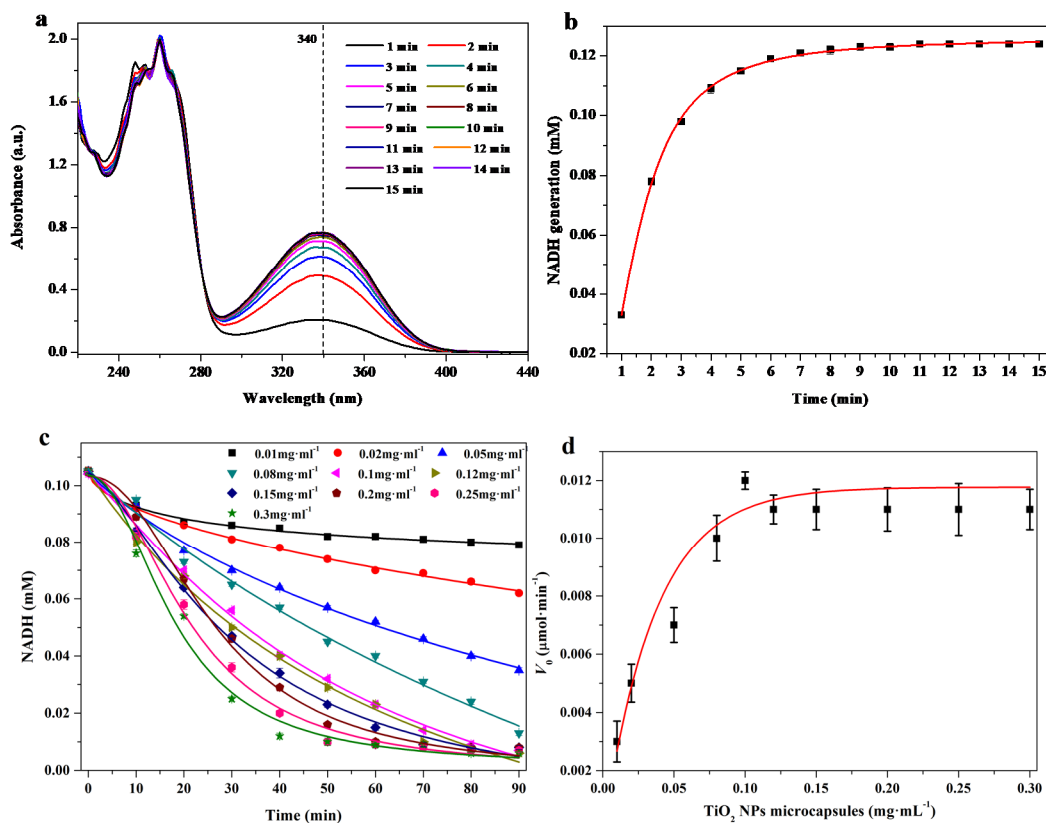 a
340
1 min 2 min
3 min 4 min
5 min 6 min
7 min 8 min
9 min 10 min
11 min 12 min
13 min 14 min
15 min
2.0
1.6
1.2
0.8
0.4
0.0
Absorbance (a.u.)
240 280 320 360 400 440
Wavelength (nm)
b
0.12
0.10
0.08
0.06
0.04
0.02
NADH generation (mM)
1 2 3 4 5 6 7 8 9 10 11 12 13 14 15
Time (min)
c
0.01mg·ml⁻¹ 0.02mg·ml⁻¹ 0.05mg·ml⁻¹
0.08mg·ml⁻¹ 0.1mg·ml⁻¹ 0.12mg·ml⁻¹
0.15mg·ml⁻¹ 0.2mg·ml⁻¹ 0.25mg·ml⁻¹
0.3mg·ml⁻¹
0.10
0.08
0.06
0.04
0.02
0.00
NADH (mM)
0 10 20 30 40 50 60 70 80 90
Time (min)
d
0.012
0.010
0.008
0.006
0.004
0.002
V₀ (μmol·min⁻¹)
0.00 0.05 0.10 0.15 0.20 0.25 0.30
TiO₂ NPs microcapsules (mg·mL⁻¹)